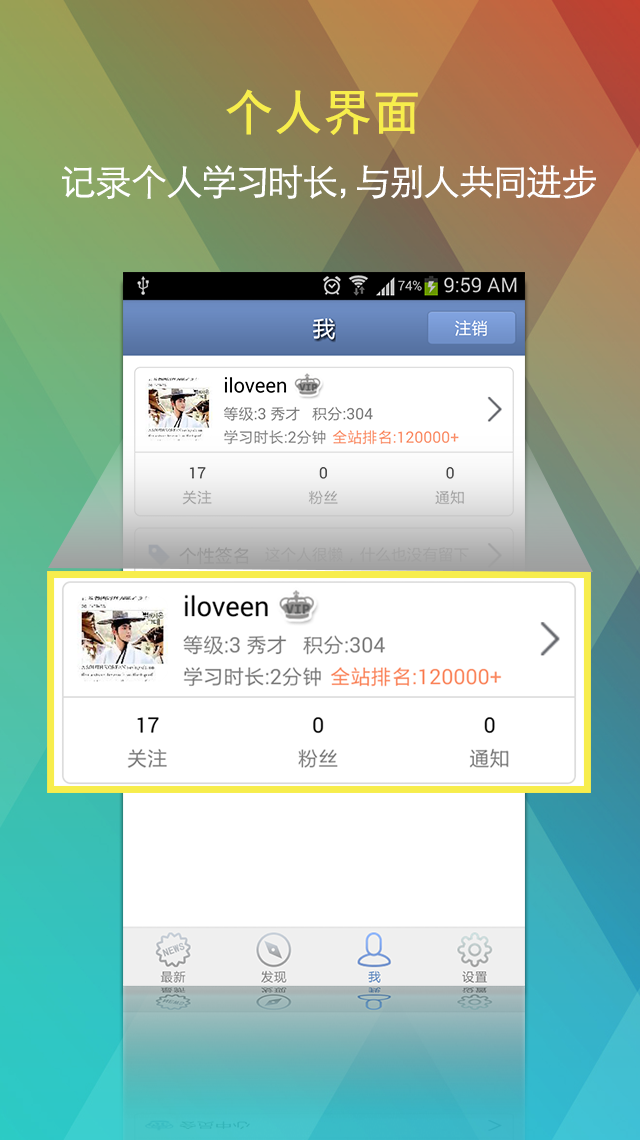 个人界面
记录个人学习时长, 与别人共同进步
74% 9:59 AM
我
注销
iloveen VIP
等级:3 秀才 积分:304
学习时长:2分钟 全站排名:120000+
17 0 0
关注 粉丝 通知
个性签名 这个人很懒，什么也没有留下
iloveen VIP
等级:3 秀才 积分:304
学习时长:2分钟 全站排名:120000+
17 0 0
关注 粉丝 通知
NEWS
最新 发现 我 设置